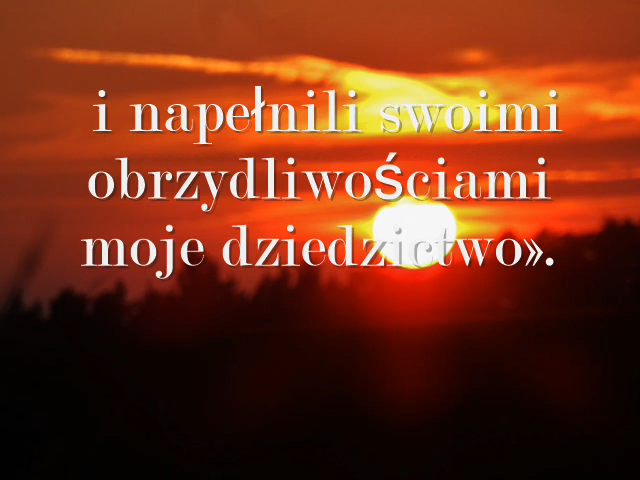 i napełnili swoimi
obrzydliwościami
moje dziedzictwo».